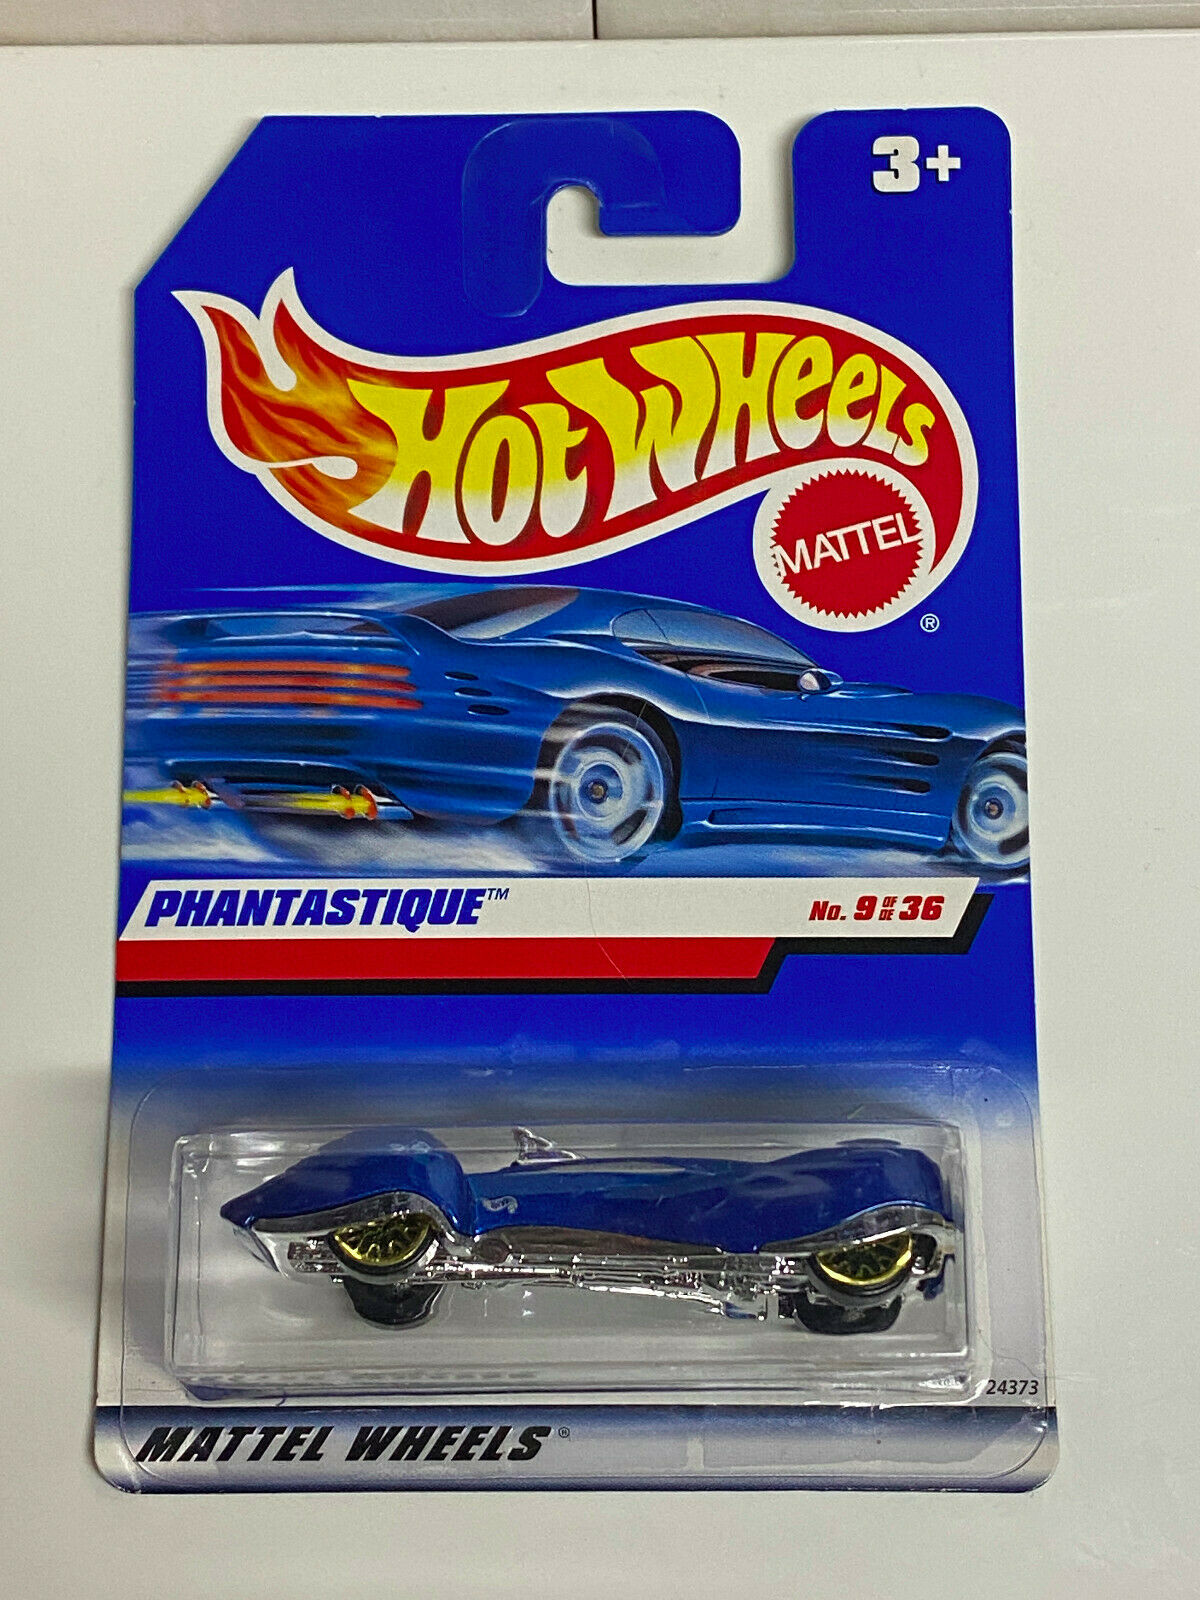 3+
HOT WHEELS
MATTEL
®
PHANTASTIQUE™
No. 9 OF DE 36
24373
MATTEL WHEELS®